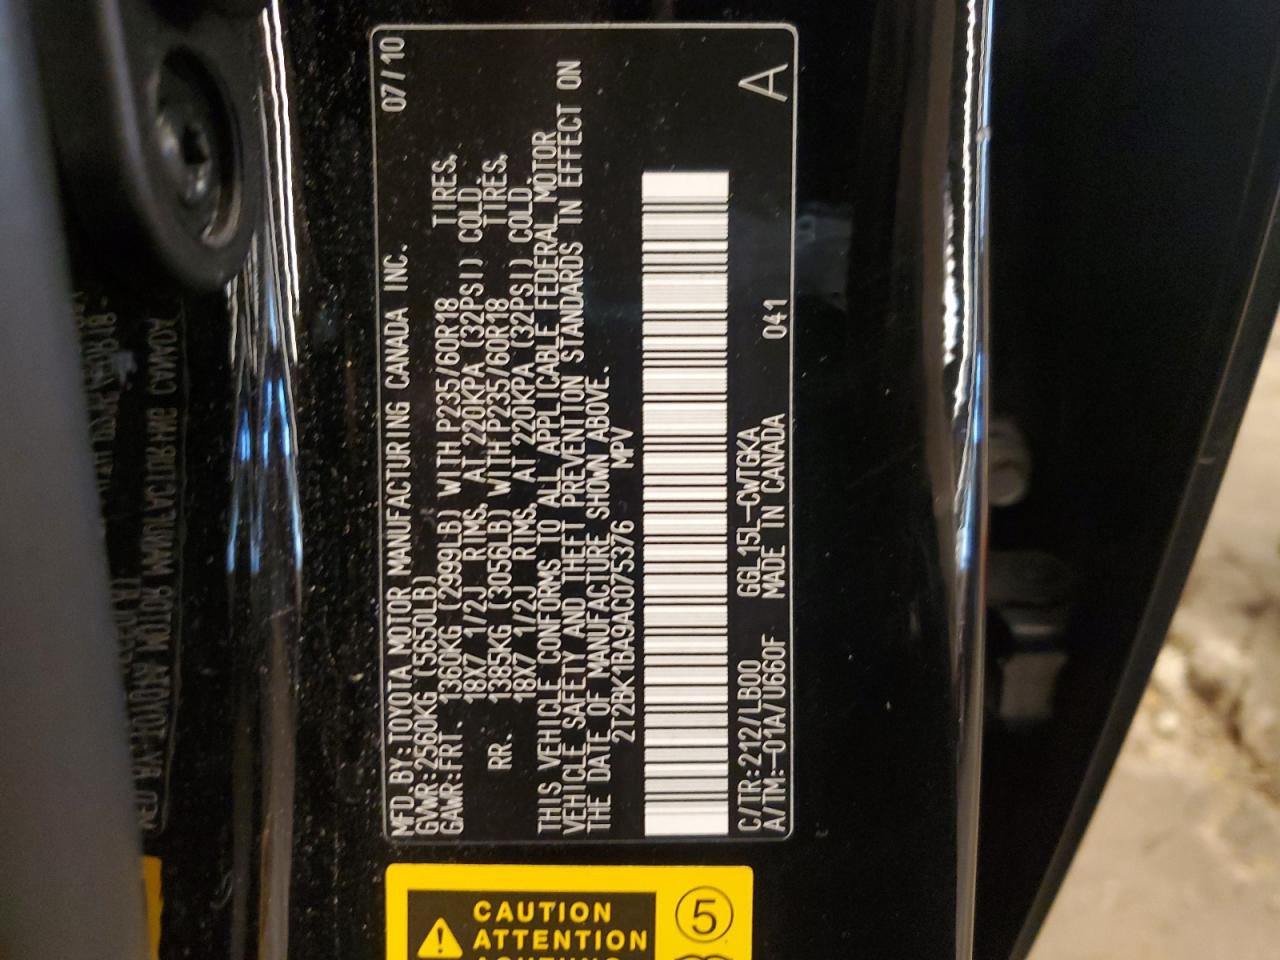 MFD.BY:TOYOTA MOTOR MANUFACTURING CANADA INC. 07/10
GVWR:2560KG (5650LB)
GAWR:FRT. 1360KG (2999LB) WITH P235/60R18 TIRES,
18X7 1/2J RIMS, AT 220KPA (32PSI) COLD.
RR. 1385KG (3056LB) WITH P235/60R18 TIRES,
18X7 1/2J RIMS, AT 220KPA (32PSI) COLD.
THIS VEHICLE CONFORMS TO ALL APPLICABLE FEDERAL MOTOR
VEHICLE SAFETY AND THEFT PREVENTION STANDARDS IN EFFECT ON
THE DATE OF MANUFACTURE SHOWN ABOVE.
2T2BK1BA9AC075376 MPV
C/TR:212/LB00 GGL15L-CWTGKA
A/TM:-01A/U660F MADE IN CANADA 041 A
CAUTION
ATTENTION
ACHTUNG
5